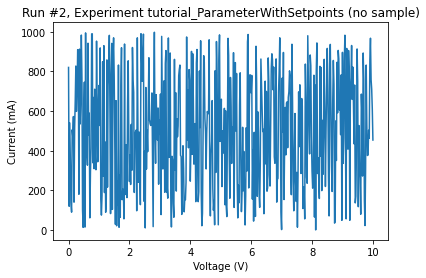 Run #2, Experiment tutorial_ParameterWithSetpoints (no sample)
1000
800
600
400
200
0
Current (mA)
0 2 4 6 8 10
Voltage (V)